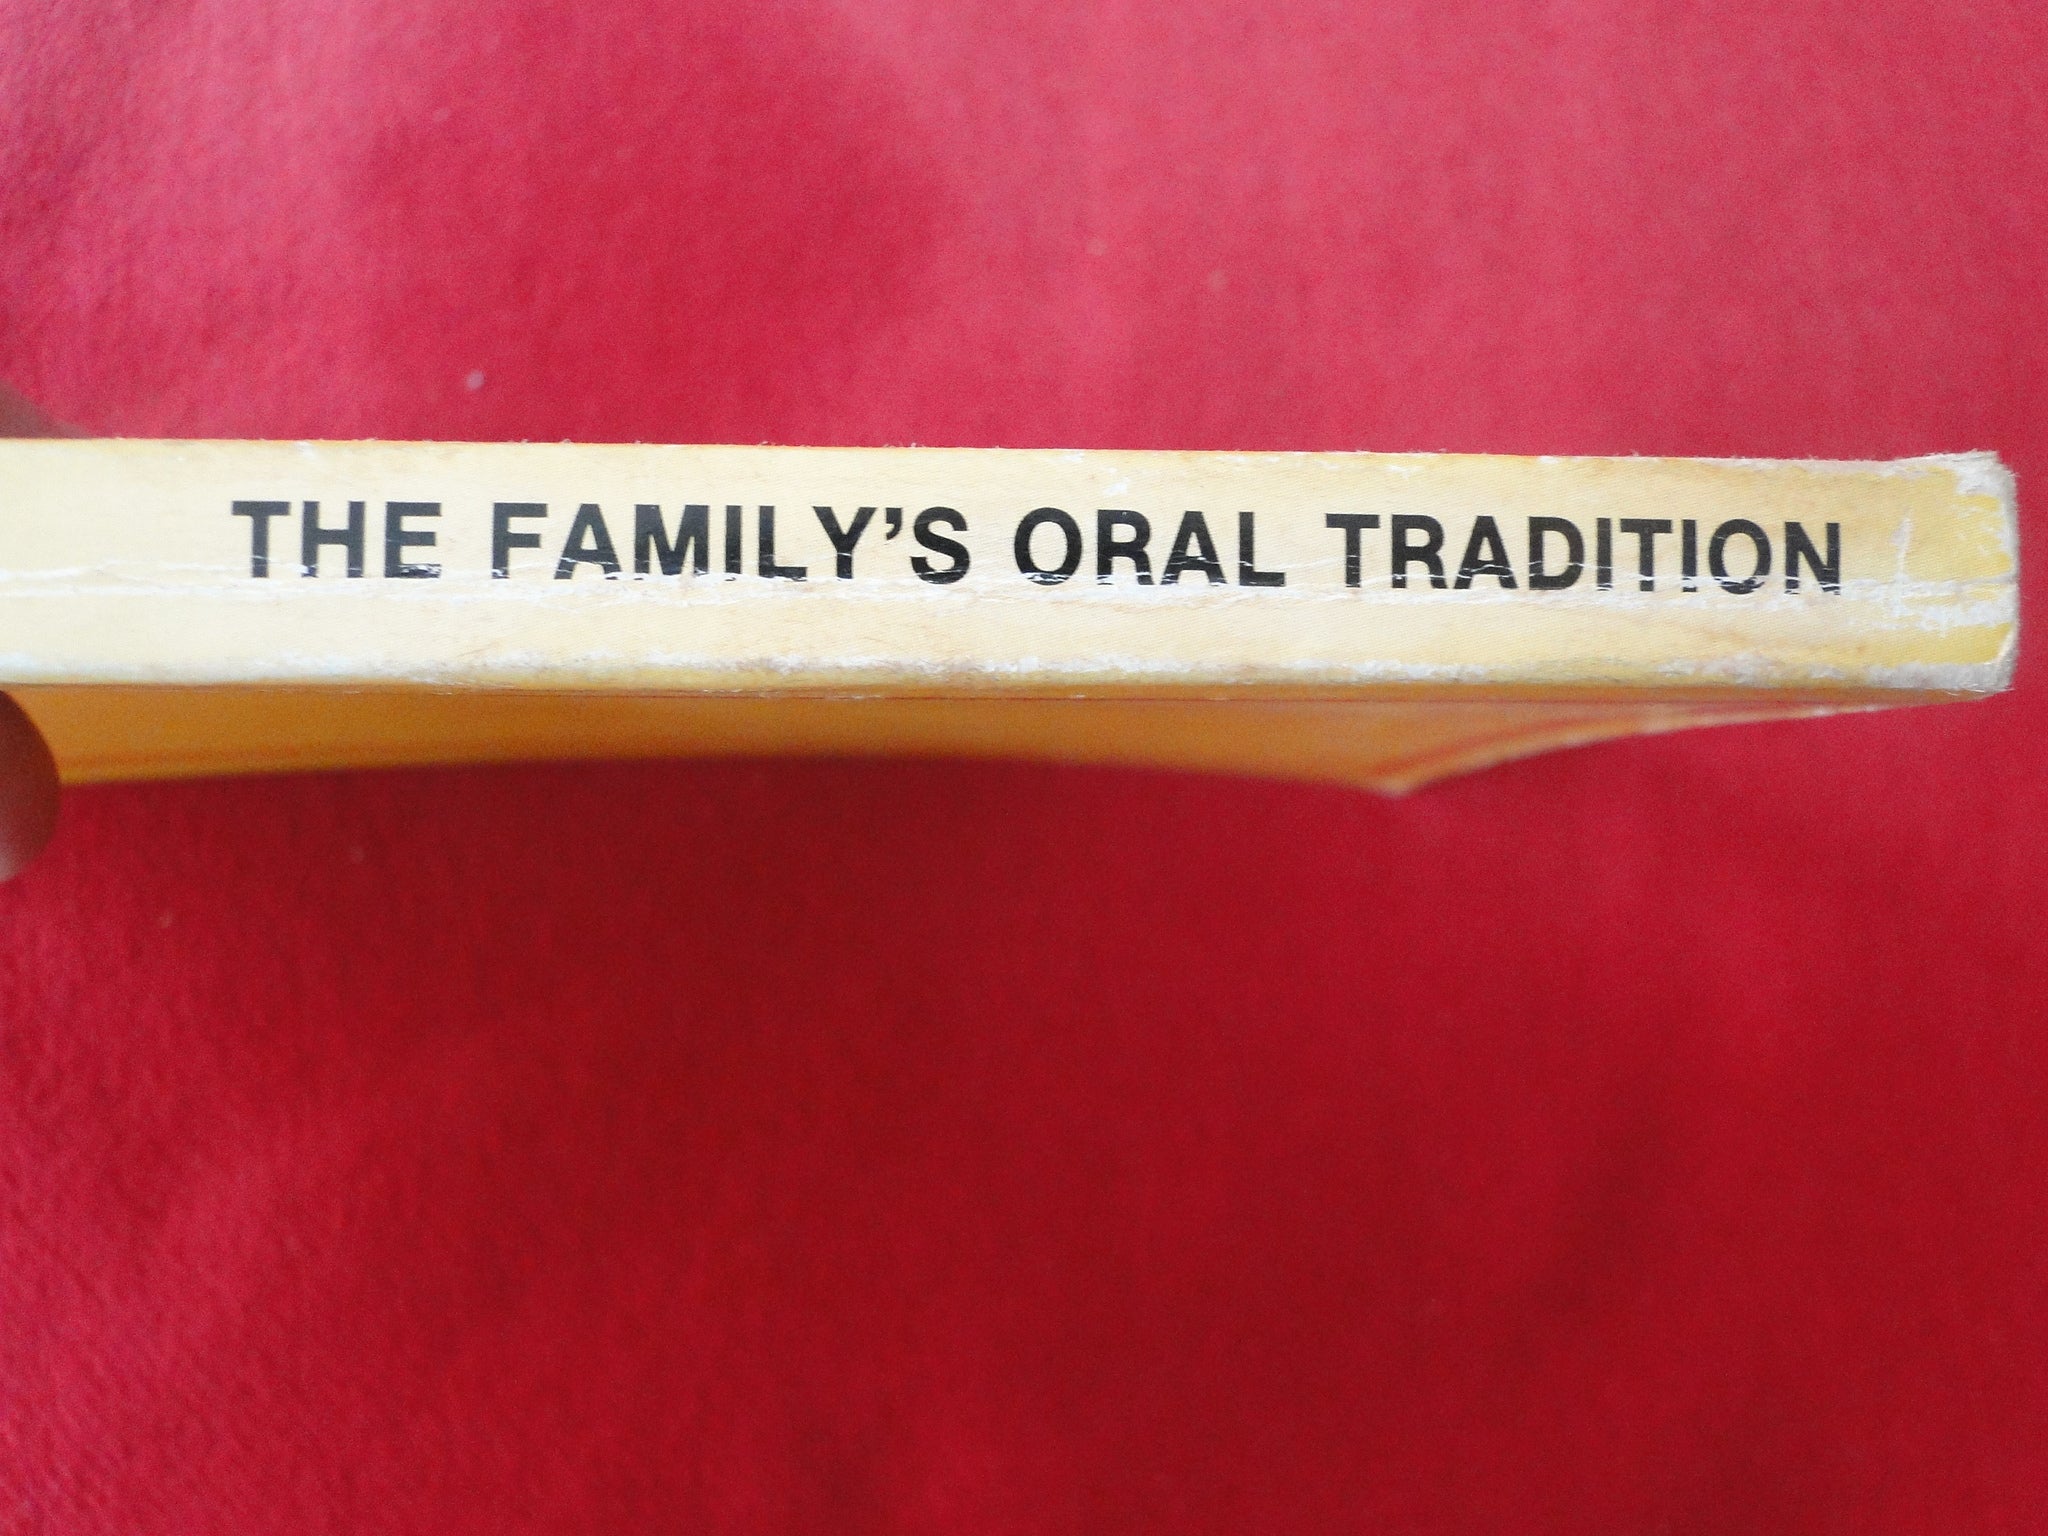 THE FAMILY’S ORAL TRADITION